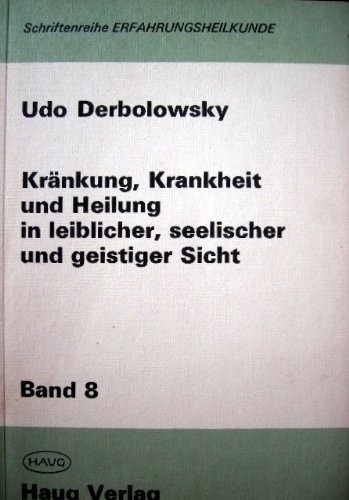 Schriftenreihe ERFAHRUNGSHEILKUNDE
Udo Derbolowsky
Kränkung, Krankheit
und Heilung
in leiblicher, seelischer
und geistiger Sicht
Band 8
HAUG
Haug Verlag